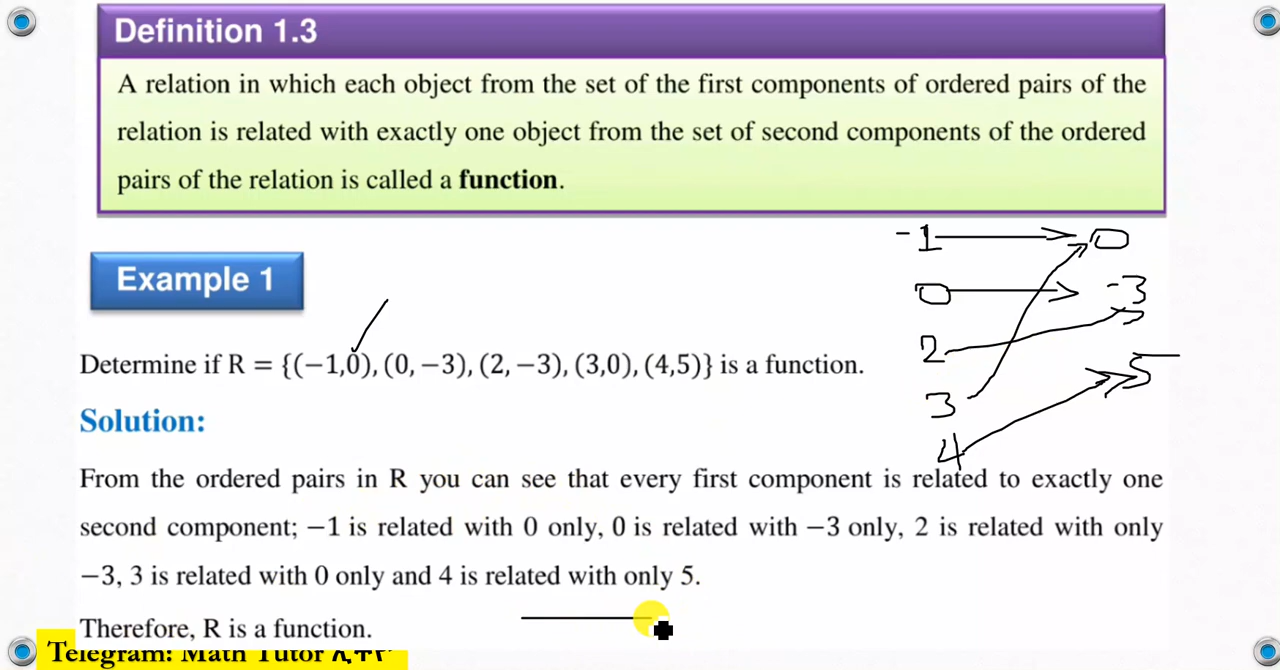 Definition 1.3
A relation in which each object from the set of the first components of ordered pairs of the
relation is related with exactly one object from the set of second components of the ordered
pairs of the relation is called a function.
-1 0
0 -3
2
5
3
4
Example 1
Determine if R = {(−1,0), (0, −3), (2, −3), (3,0), (4,5)} is a function.
Solution:
From the ordered pairs in R you can see that every first component is related to exactly one
second component; −1 is related with 0 only, 0 is related with −3 only, 2 is related with only
−3, 3 is related with 0 only and 4 is related with only 5.
Therefore, R is a function.
Telegram: Math Tutor